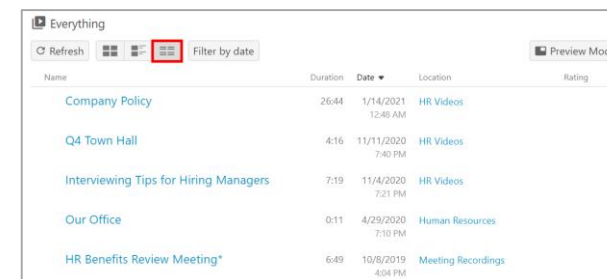 Everything
Refresh Filter by date Preview Mod
Name Duration Date ▼ Location Rating
Company Policy 26:44 1/14/2021 HR Videos
12:48 AM
Q4 Town Hall 4:16 11/11/2020 HR Videos
7:40 PM
Interviewing Tips for Hiring Managers 7:19 11/4/2020 HR Videos
7:21 PM
Our Office 0:11 4/29/2020 Human Resources
7:10 PM
HR Benefits Review Meeting* 6:49 10/8/2019 Meeting Recordings
4:04 PM